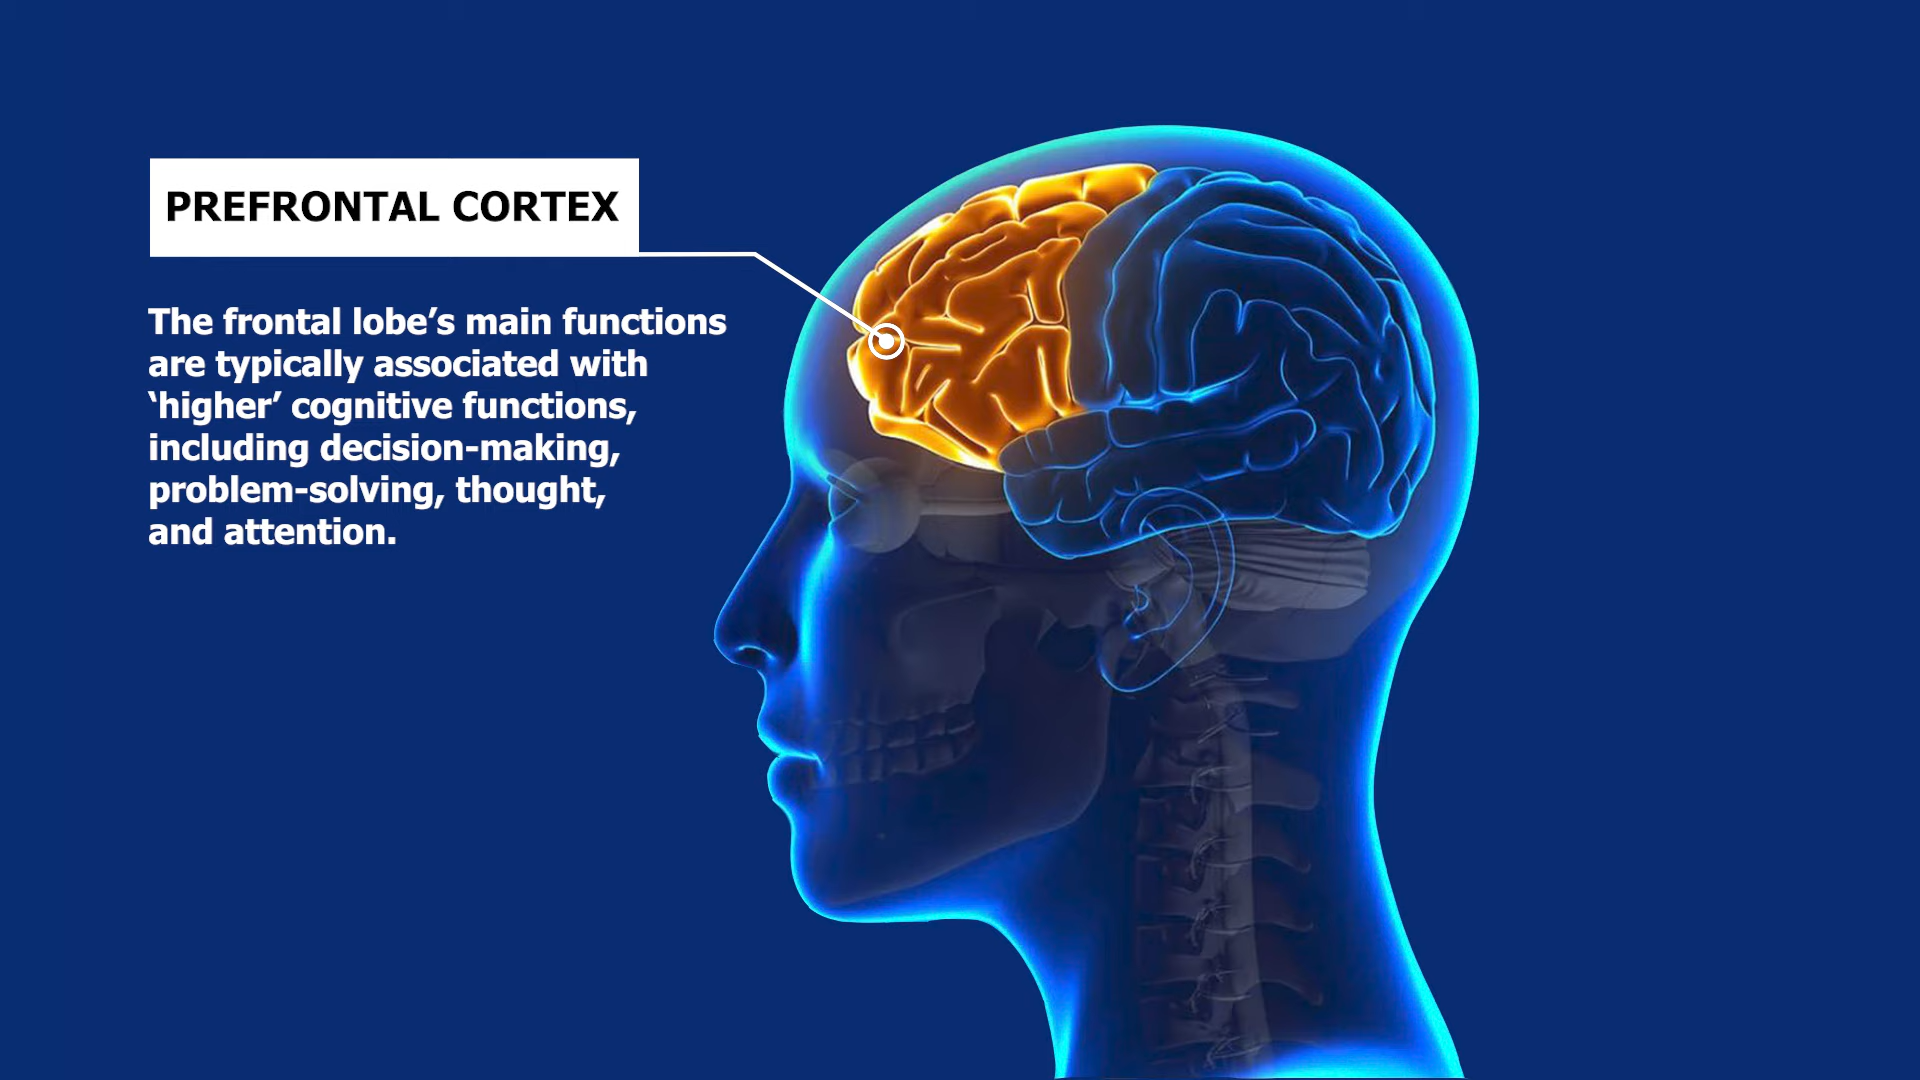 PREFRONTAL CORTEX
The frontal lobe’s main functions
are typically associated with
‘higher’ cognitive functions,
including decision-making,
problem-solving, thought,
and attention.